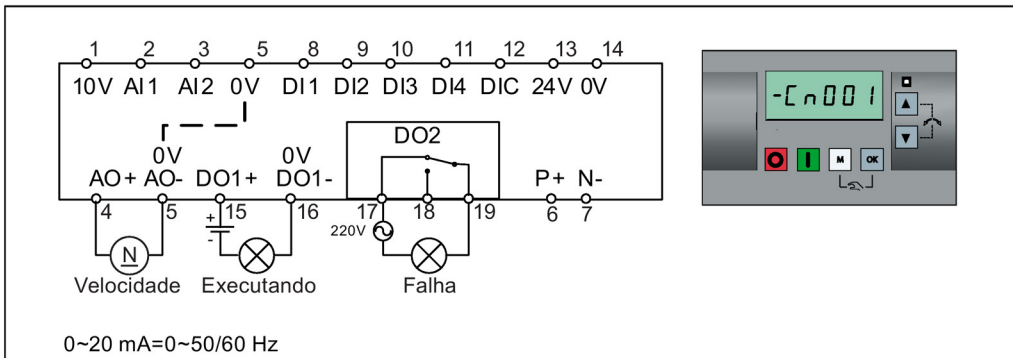 1 2 3 5 8 9 10 11 12 13 14
10V AI1 AI2 0V DI1 DI2 DI3 DI4 DIC 24V 0V
DO2
0V 0V
AO+ AO- DO1+ DO1- P+ N-
4 5 15 16 17 18 19 6 7
+
-
220V
N
Velocidade Executando Falha
0~20 mA=0~50/60 Hz
-Cn001
M OK